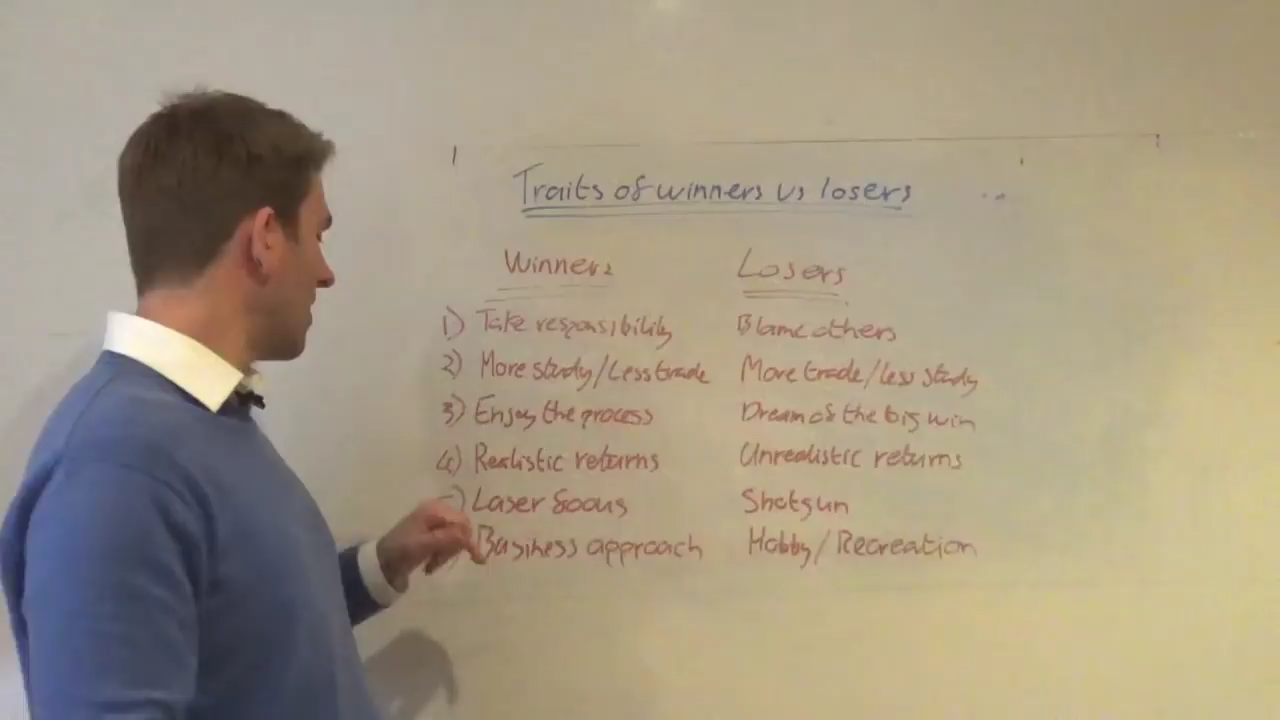 Traits of winners vs losers
Winners Losers
1) Take responsibility Blame others
2) More study/Less trade More trade/less study
3) Enjoy the process Dream of the big win
4) Realistic returns Unrealistic returns
5) Laser focus Shotgun
Business approach Hobby/Recreation